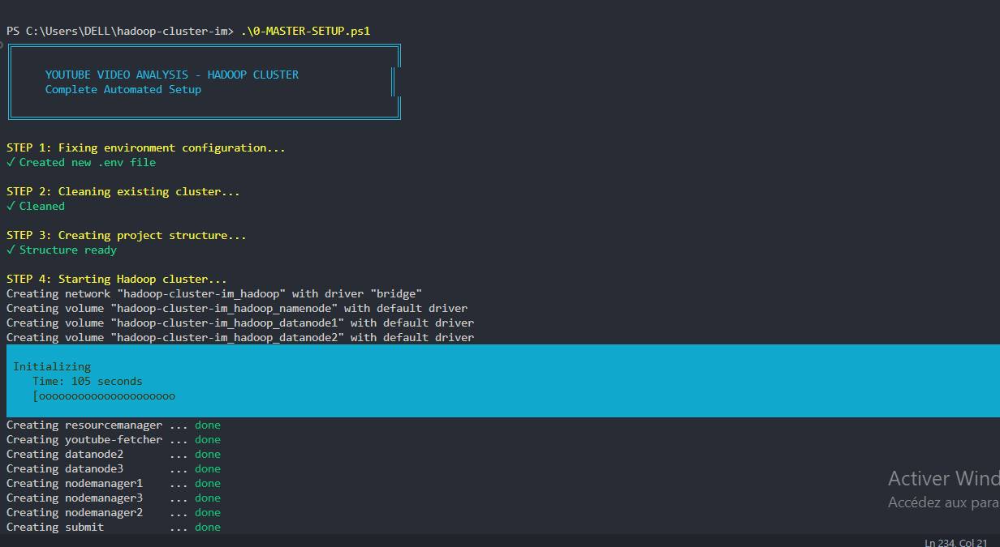 PS C:\Users\DELL\hadoop-cluster-im> .\0-MASTER-SETUP.ps1
YOUTUBE VIDEO ANALYSIS - HADOOP CLUSTER
Complete Automated Setup
STEP 1: Fixing environment configuration...
✓ Created new .env file
STEP 2: Cleaning existing cluster...
✓ Cleaned
STEP 3: Creating project structure...
✓ Structure ready
STEP 4: Starting Hadoop cluster...
Creating network "hadoop-cluster-im_hadoop" with driver "bridge"
Creating volume "hadoop-cluster-im_hadoop_namenode" with default driver
Creating volume "hadoop-cluster-im_hadoop_datanode1" with default driver
Creating volume "hadoop-cluster-im_hadoop_datanode2" with default driver
Initializing
Time: 105 seconds
[ooooooooooooooooooooo
Creating resourcemanager ... done
Creating youtube-fetcher ... done
Creating datanode2 ... done
Creating datanode3 ... done
Creating nodemanager1 ... done
Creating nodemanager3 ... done
Creating nodemanager2 ... done
Creating submit ... done
Activer Wind
Accédez aux para
Ln 234, Col 21